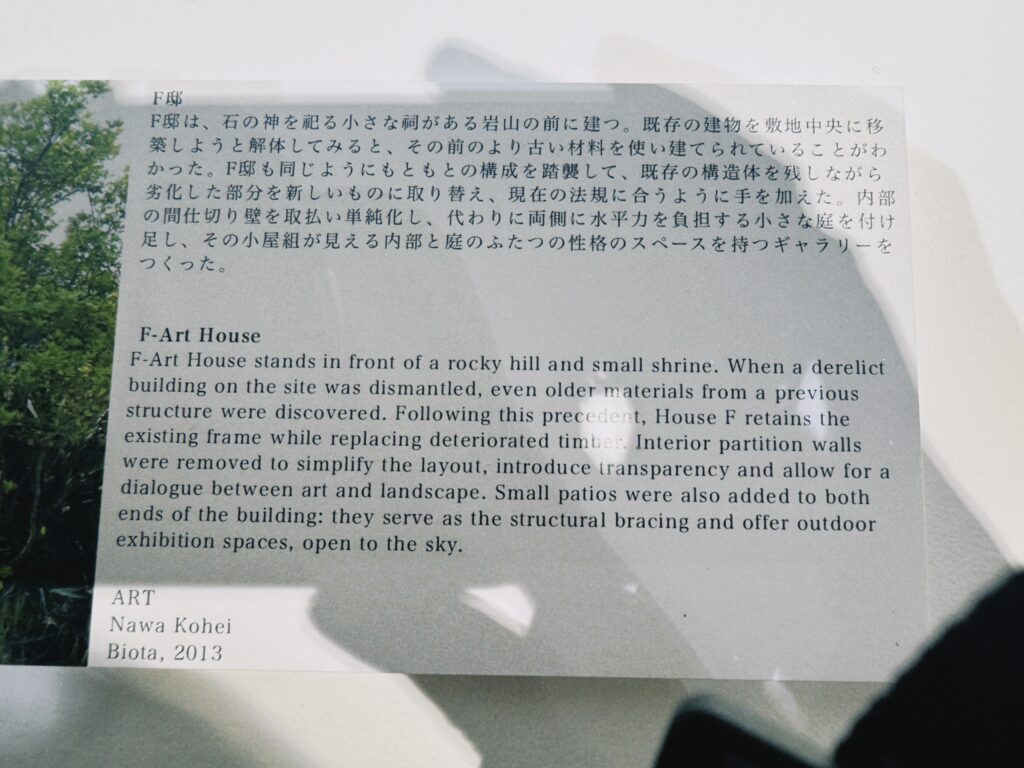 F邸
F邸は、石の神を祀る小さな祠がある岩山の前に建つ。既存の建物を敷地中央に移
築しようと解体してみると、その前のより古い材料を使い建てられていることがわ
かった。F邸も同じようにもともとの構成を踏襲して、既存の構造体を残しながら
劣化した部分を新しいものに取り替え、現在の法規に合うように手を加えた。内部
の間仕切り壁を取払い単純化し、代わりに両側に水平力を負担する小さな庭を付け
足し、その小屋組が見える内部と庭のふたつの性格のスペースを持つギャラリーを
つくった。
F-Art House
F-Art House stands in front of a rocky hill and small shrine. When a derelict
building on the site was dismantled, even older materials from a previous
structure were discovered. Following this precedent, House F retains the
existing frame while replacing deteriorated timber. Interior partition walls
were removed to simplify the layout, introduce transparency and allow for a
dialogue between art and landscape. Small patios were also added to both
ends of the building: they serve as the structural bracing and offer outdoor
exhibition spaces, open to the sky.
ART
Nawa Kohei
Biota, 2013